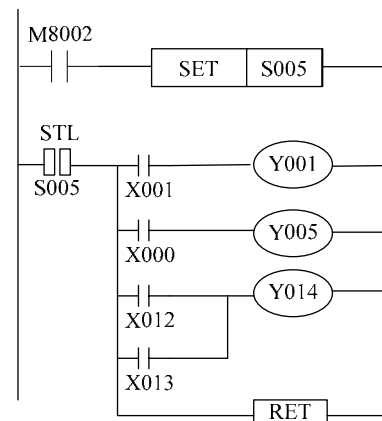 M8002
SET S005
STL
S005
X001 Y001
X000 Y005
X012 Y014
X013
RET